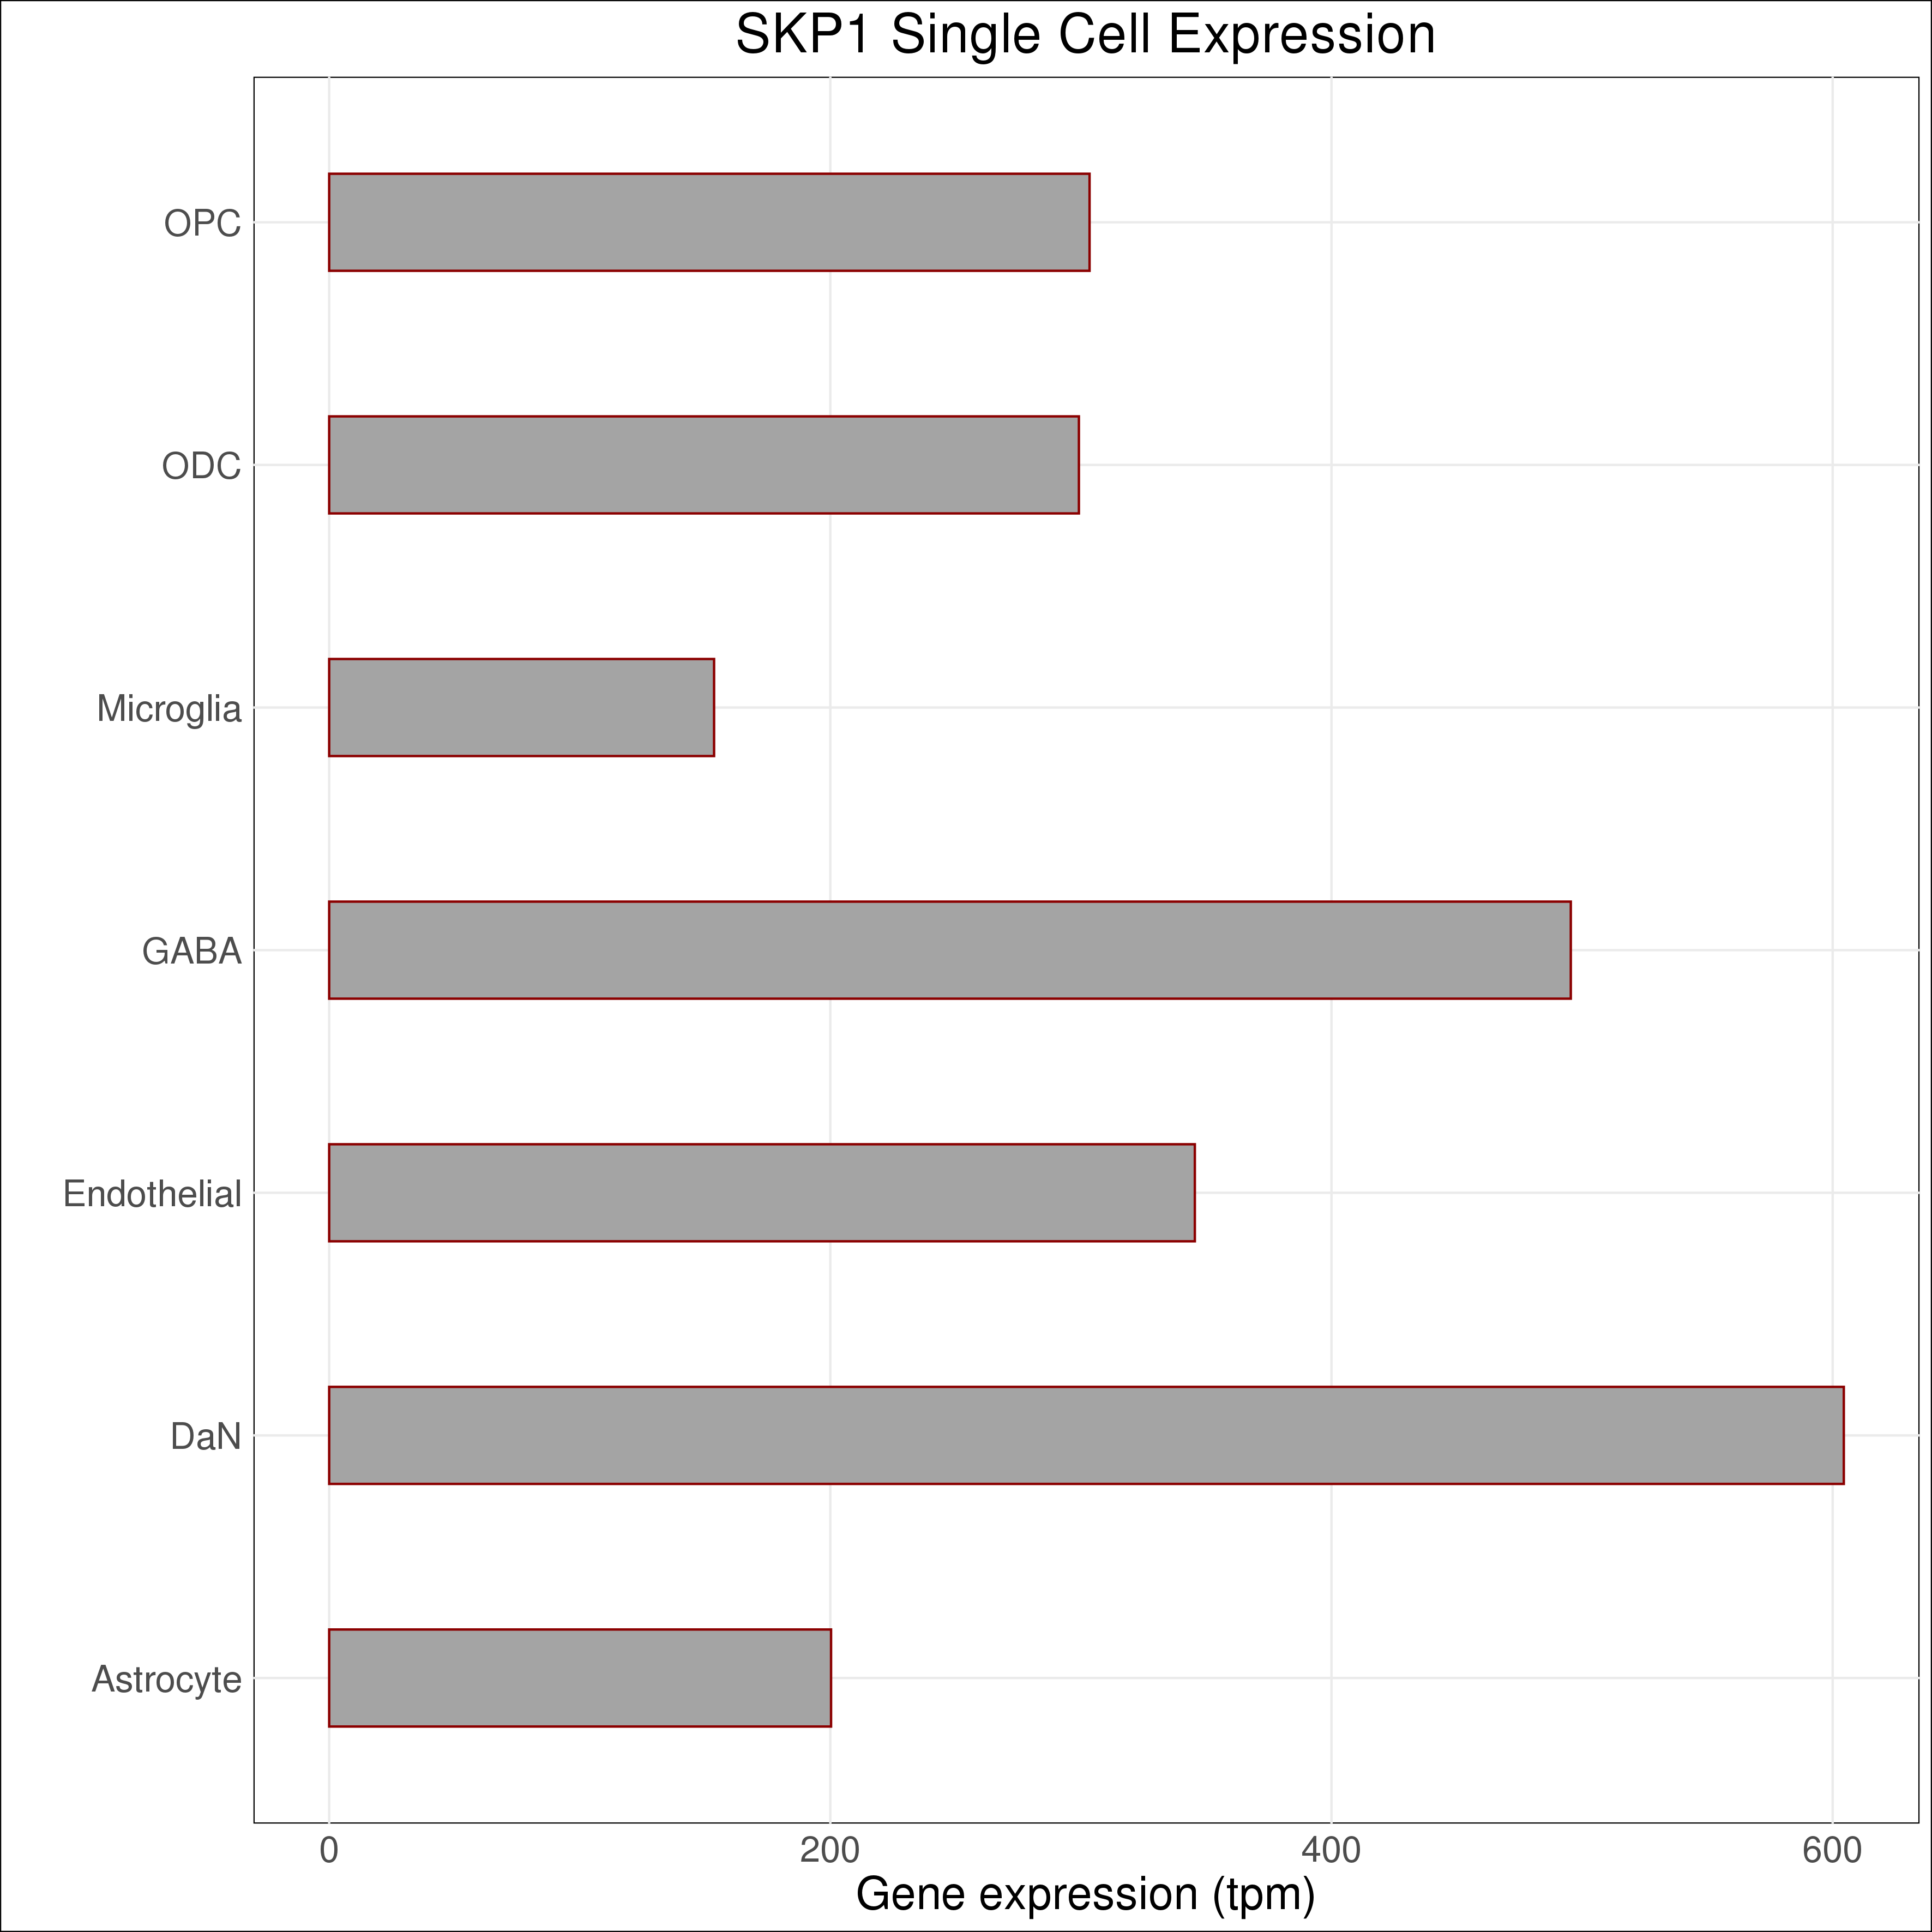 SKP1 Single Cell Expression
OPC
ODC
Microglia
GABA
Endothelial
DaN
Astrocyte
0 200 400 600
Gene expression (tpm)